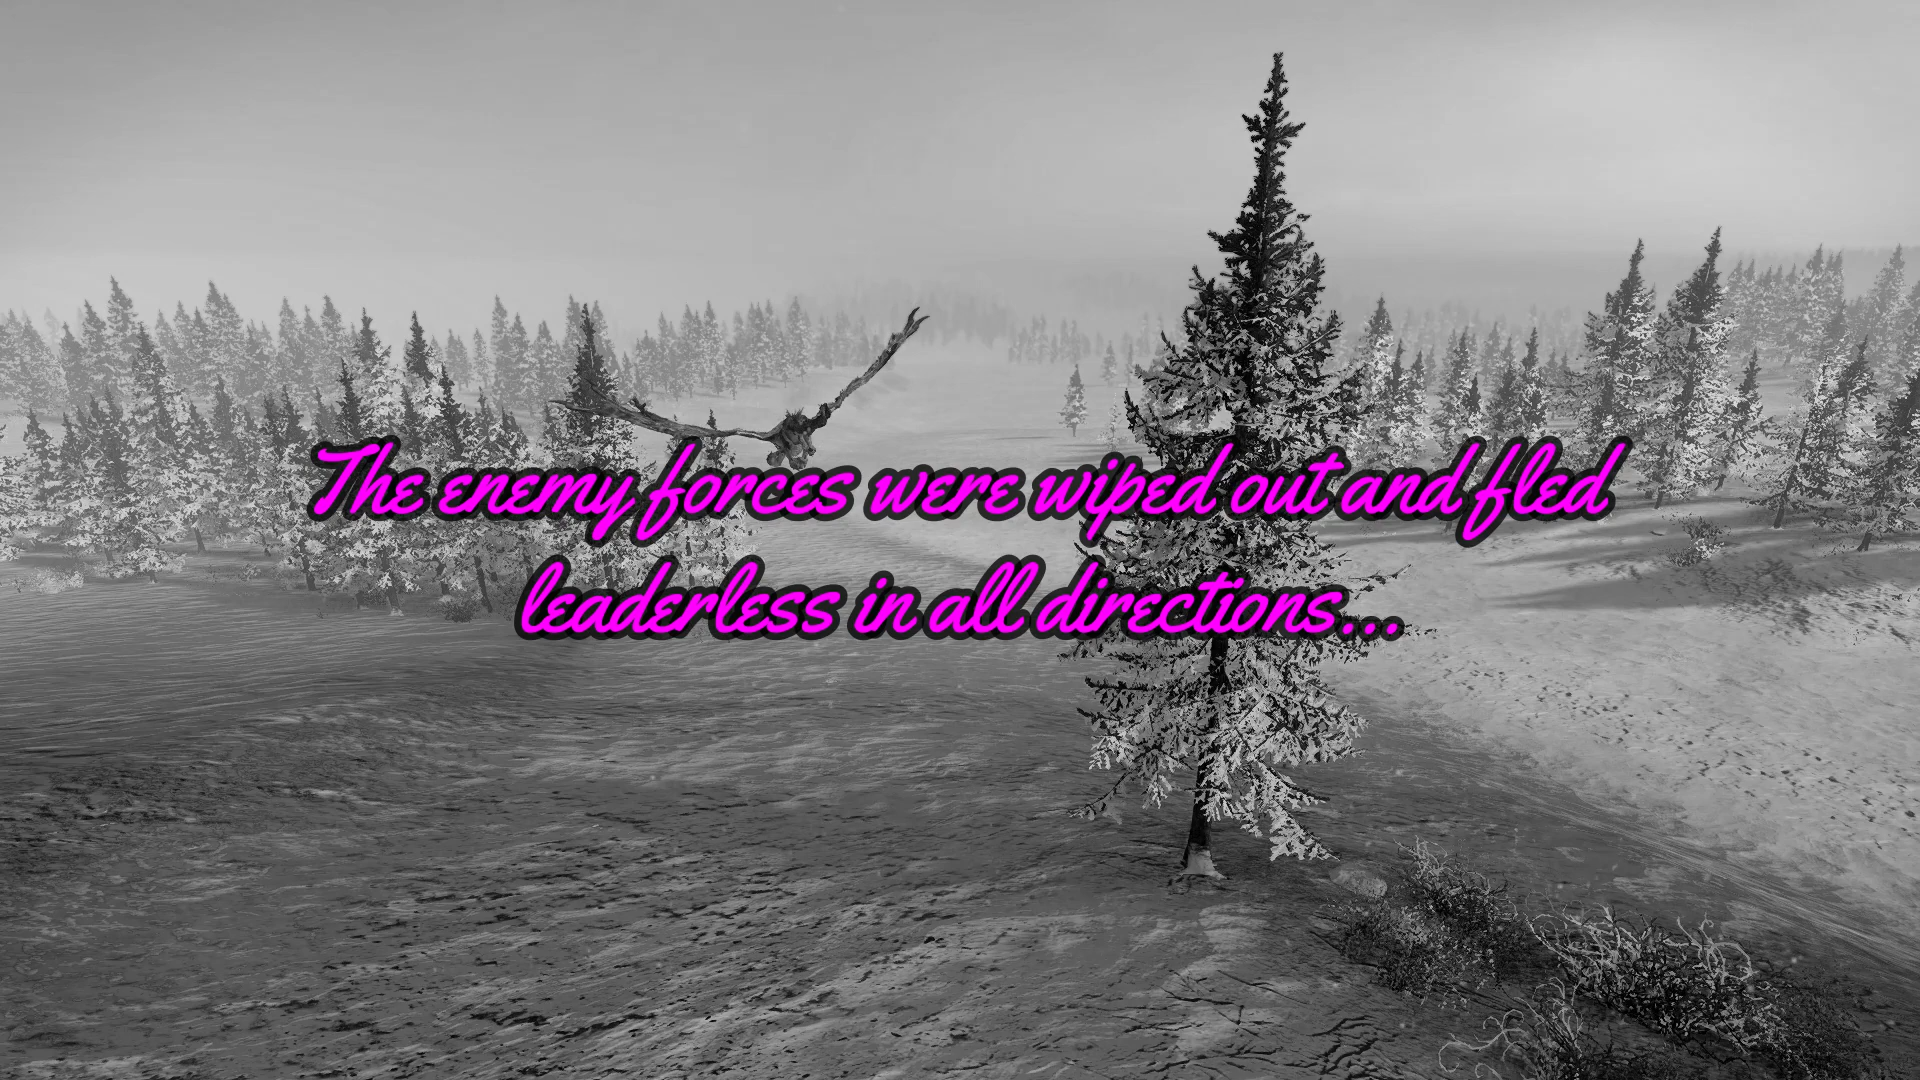 The enemy forces were wiped out and fled
leaderless in all directions...